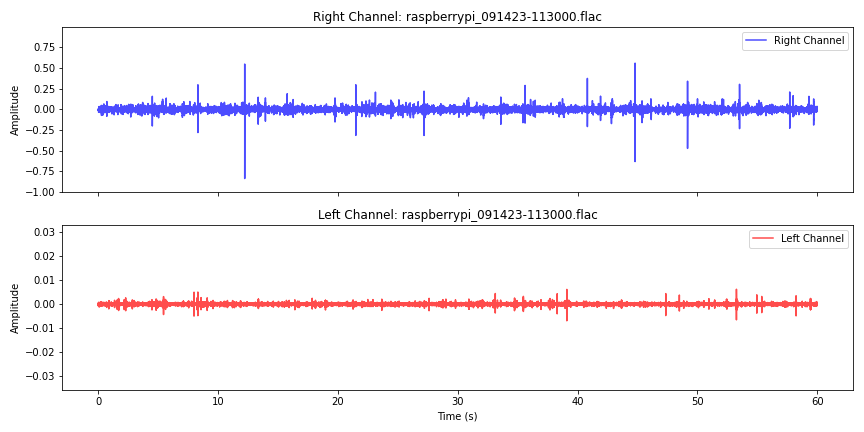 Right Channel: raspberrypi_091423-113000.flac
Right Channel
Amplitude
0.75
0.50
0.25
0.00
−0.25
−0.50
−0.75
−1.00
Left Channel: raspberrypi_091423-113000.flac
Left Channel
Amplitude
0.03
0.02
0.01
0.00
−0.01
−0.02
−0.03
0 10 20 30 40 50 60
Time (s)